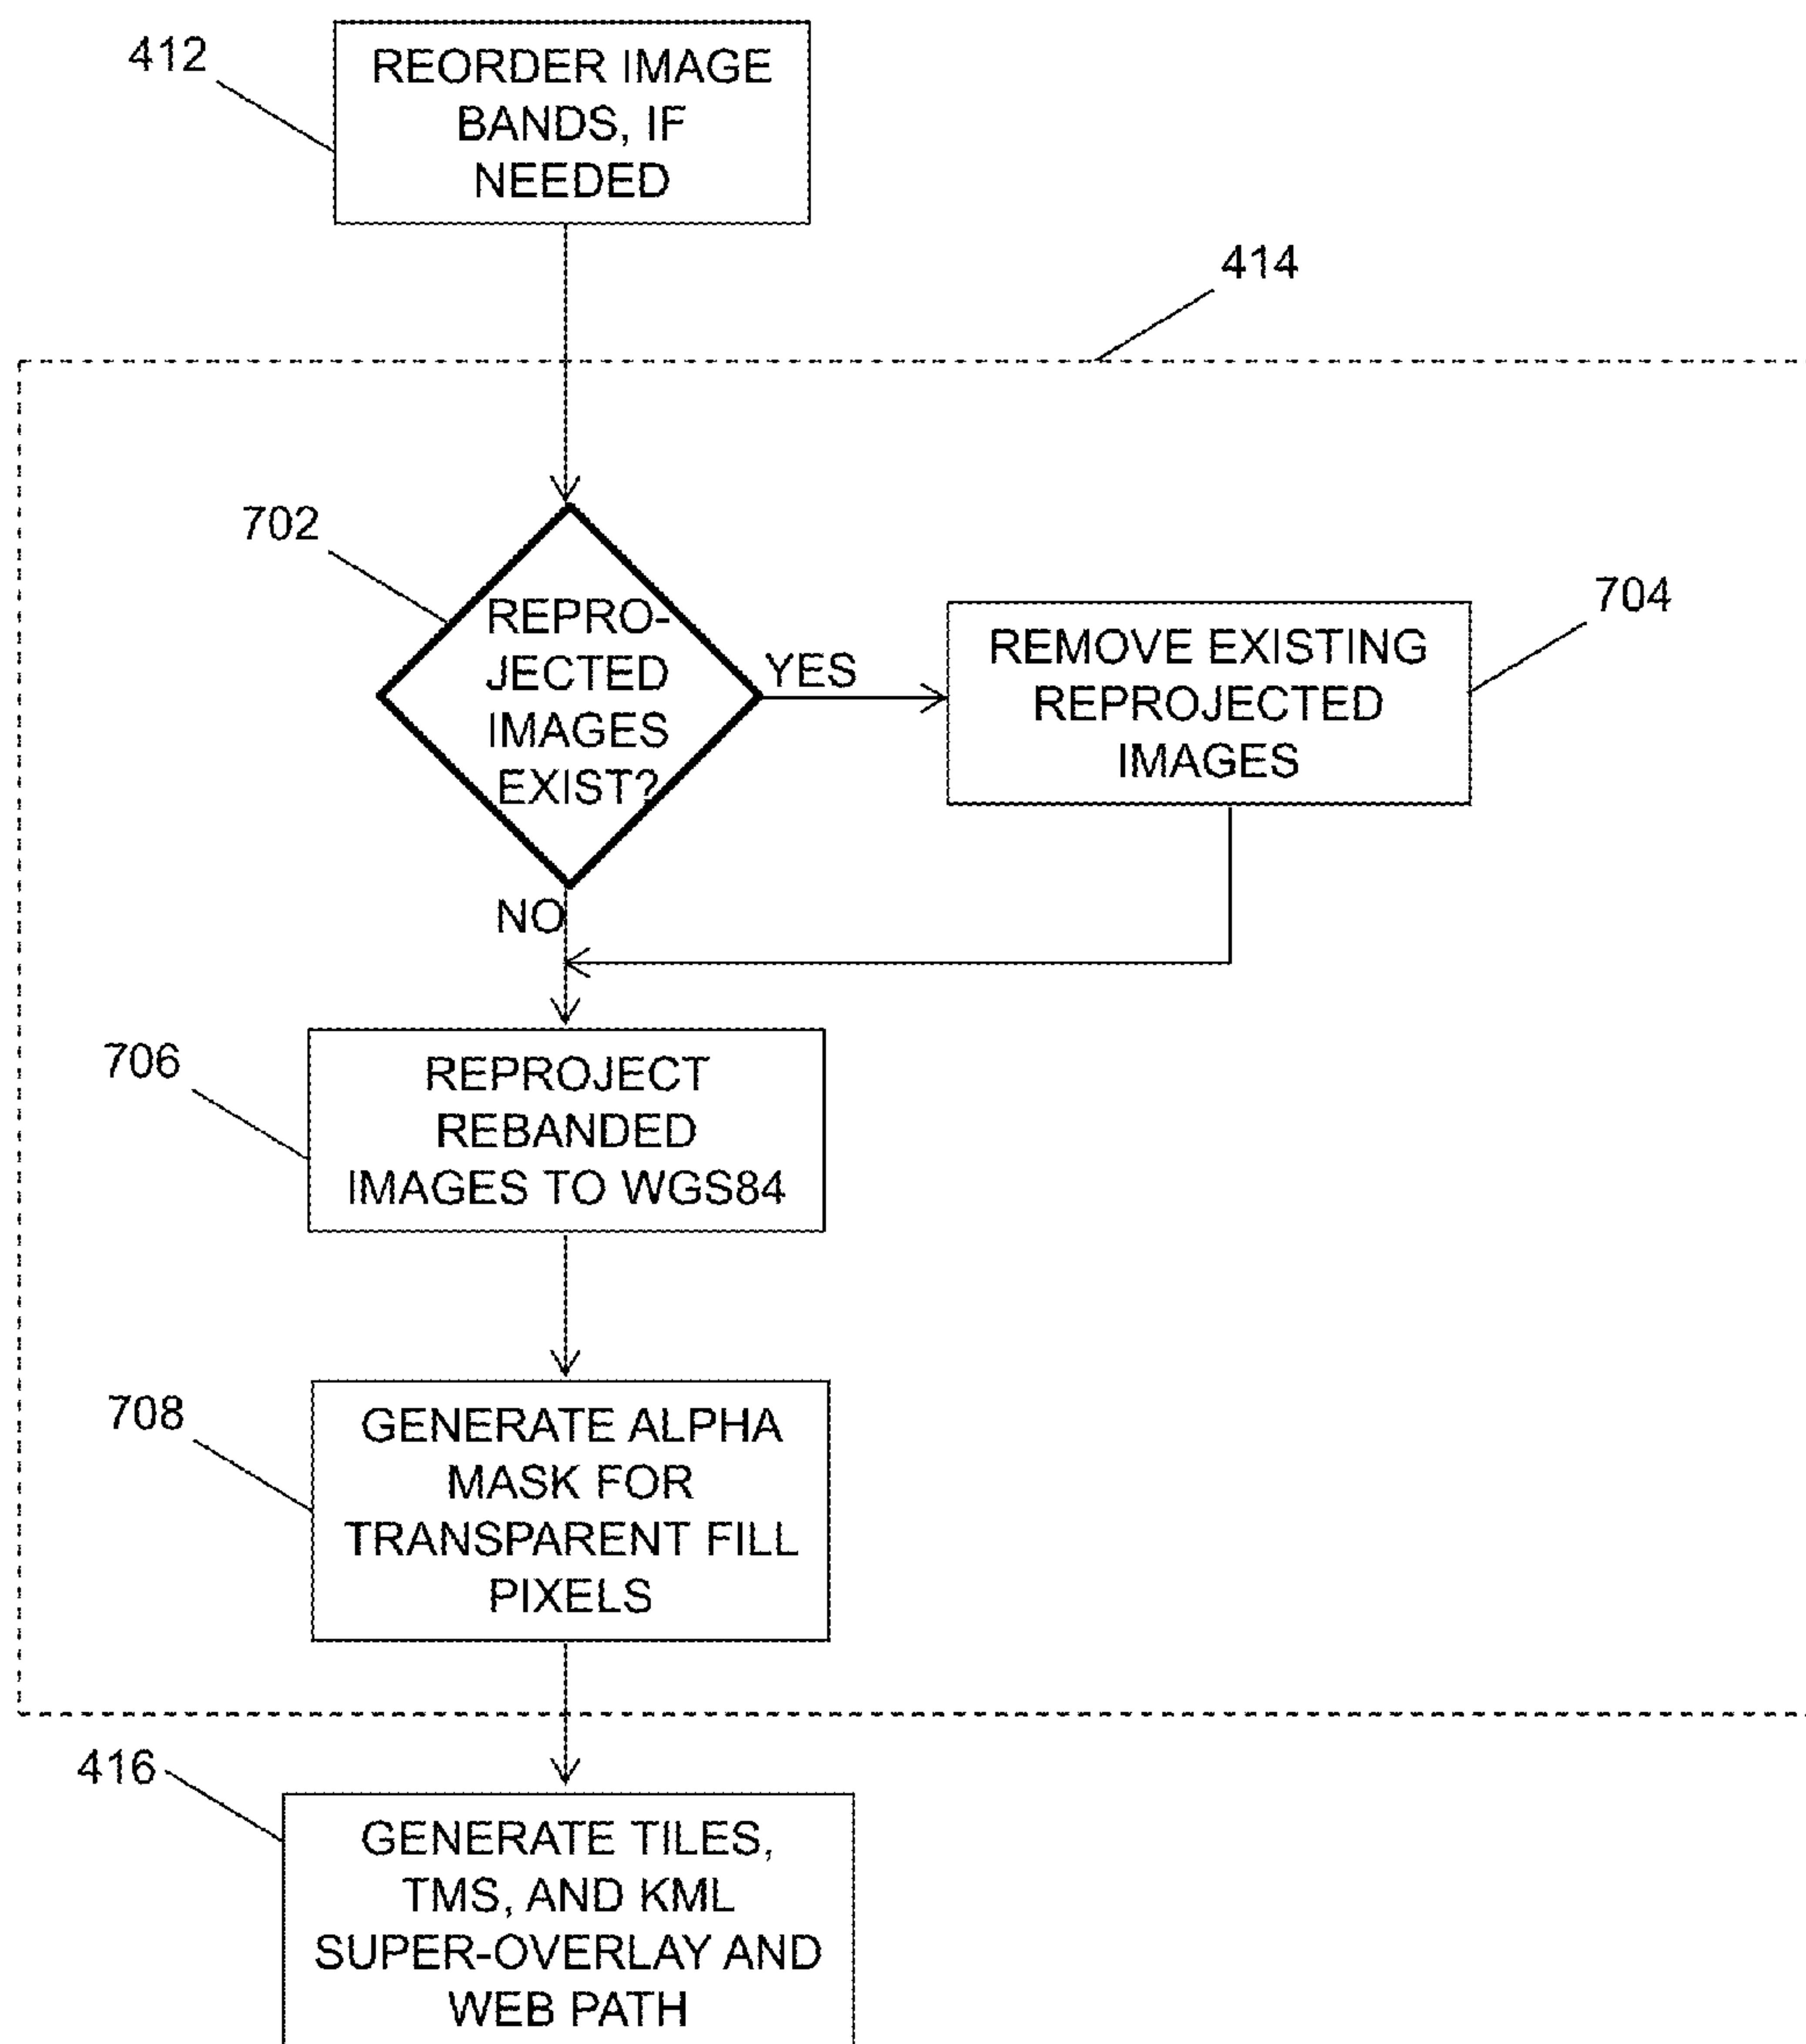 412
REORDER IMAGE
BANDS, IF
NEEDED
414
702
REPRO-
JECTED
IMAGES
EXIST?
YES
704
REMOVE EXISTING
REPROJECTED
IMAGES
NO
706
REPROJECT
REBANDED
IMAGES TO WGS84
708
GENERATE ALPHA
MASK FOR
TRANSPARENT FILL
PIXELS
416
GENERATE TILES,
TMS, AND KML
SUPER-OVERLAY AND
WEB PATH